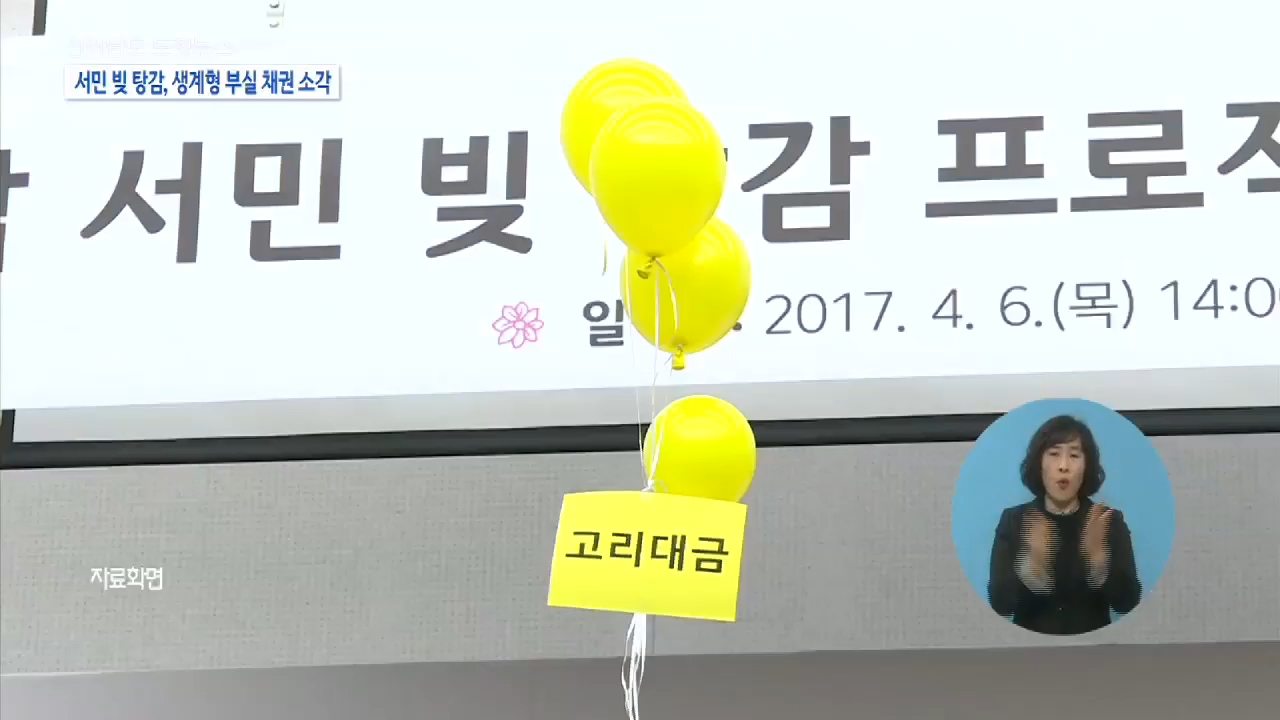 서민 빚 탕감, 생계형 부실 채권 소각
서민 빚 감 프로
일 2017. 4. 6.(목) 14:0
고리대금
자료화면